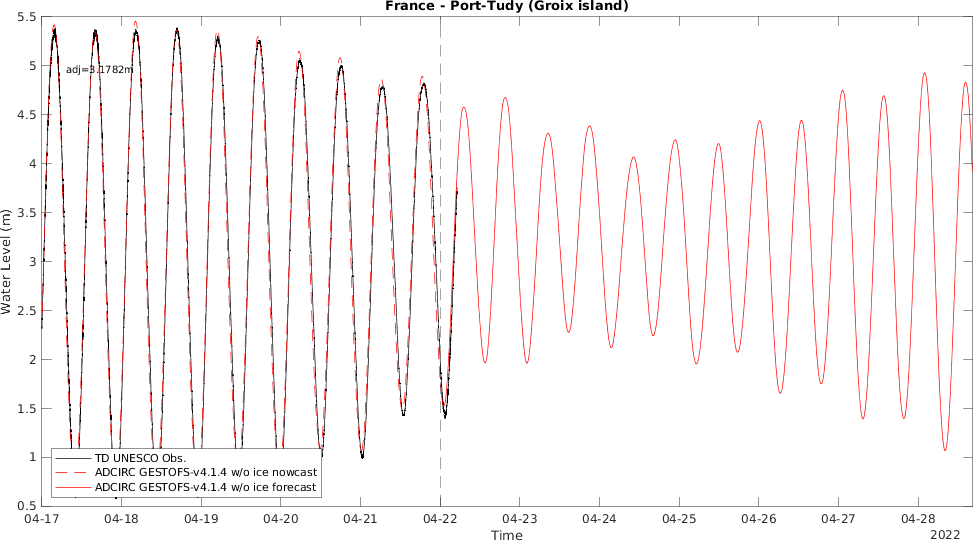 France - Port-Tudy (Groix island)
5.5
5
4.5
4
3.5
3
2.5
2
1.5
1
0.5
Water Level (m)
adj=3.1782m
TD UNESCO Obs.
ADCIRC GESTOFS-v4.1.4 w/o ice nowcast
ADCIRC GESTOFS-v4.1.4 w/o ice forecast
04-17 04-18 04-19 04-20 04-21 04-22 04-23 04-24 04-25 04-26 04-27 04-28
Time
2022